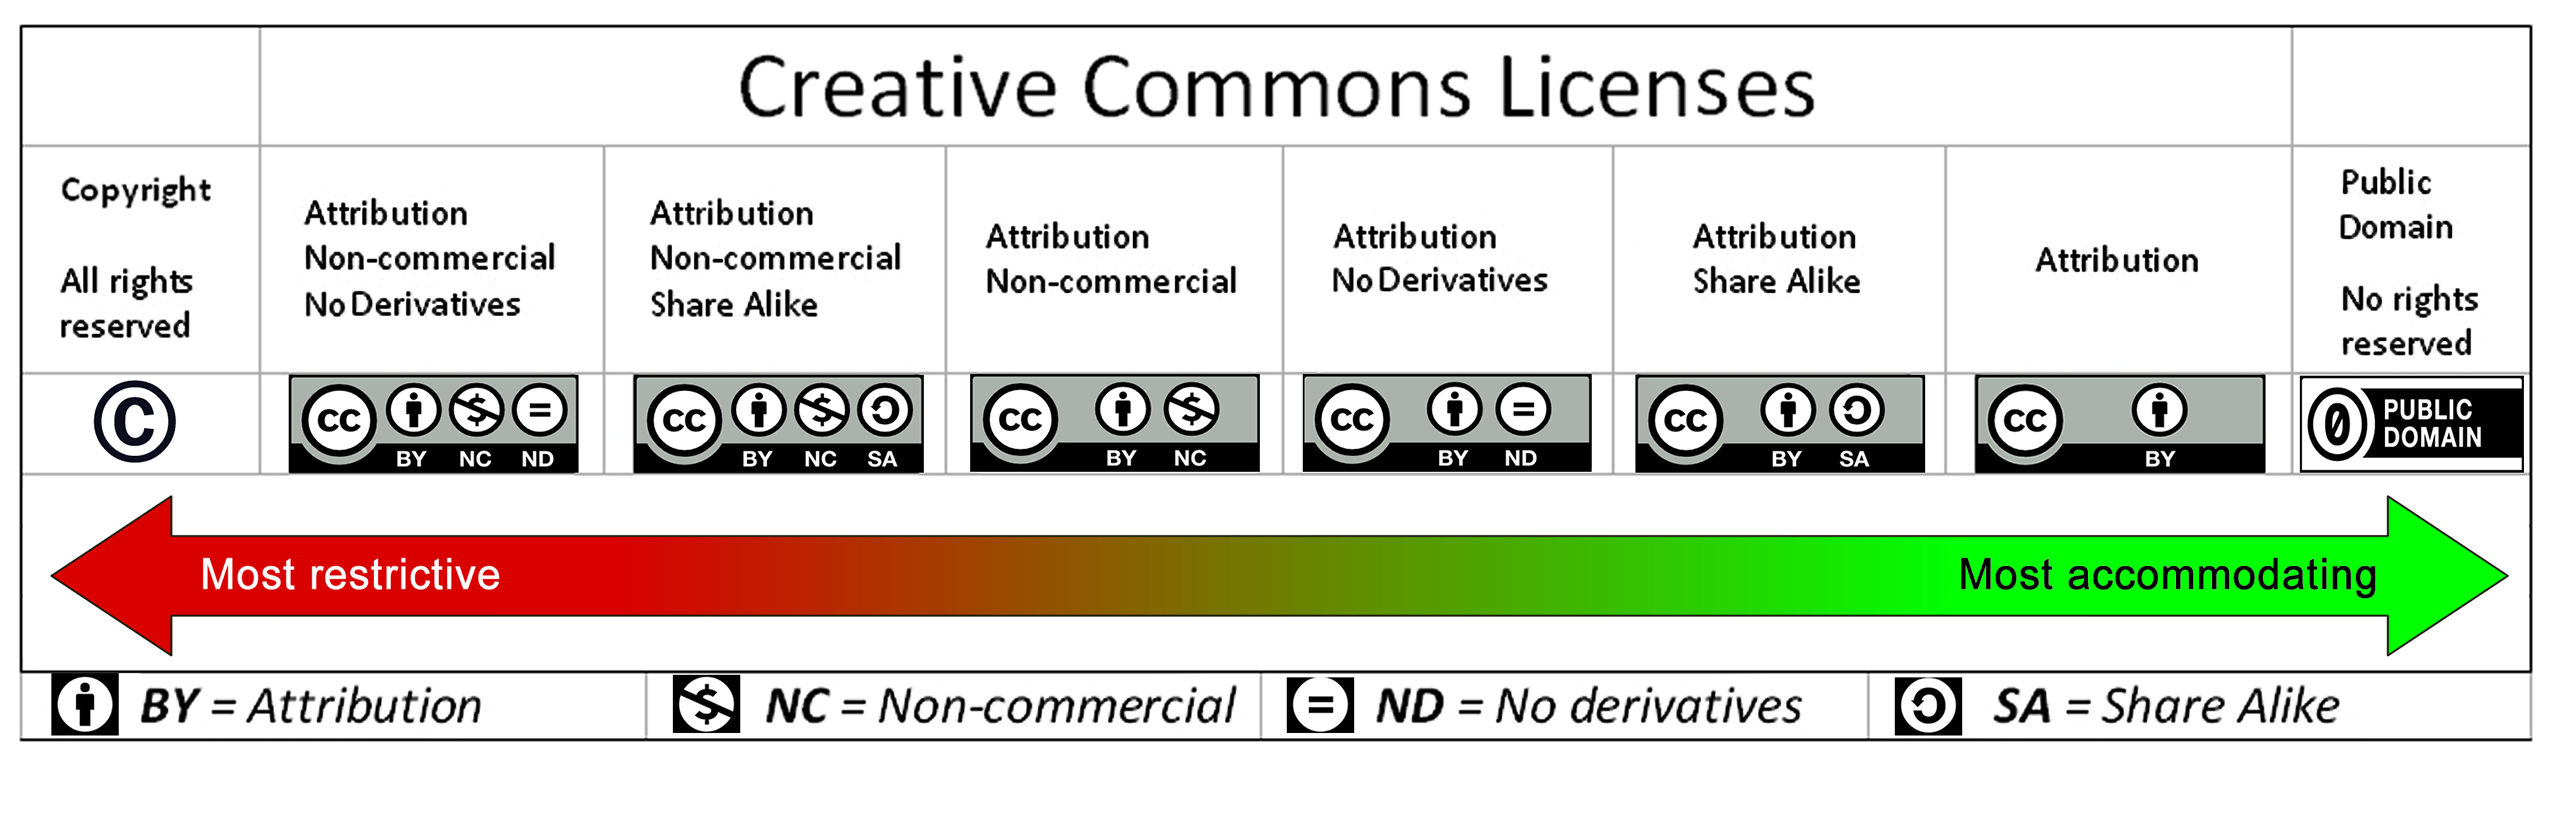 Creative Commons Licenses
Copyright
All rights
reserved
Attribution
Non-commercial
No Derivatives
Attribution
Non-commercial
Share Alike
Attribution
Non-commercial
Attribution
No Derivatives
Attribution
Share Alike
Attribution
Public
Domain
No rights
reserved
©
cc BY NC ND
cc BY NC SA
cc BY NC
cc BY ND
cc BY SA
cc BY
0 PUBLIC
DOMAIN
Most restrictive
Most accommodating
BY = Attribution
NC = Non-commercial
ND = No derivatives
SA = Share Alike